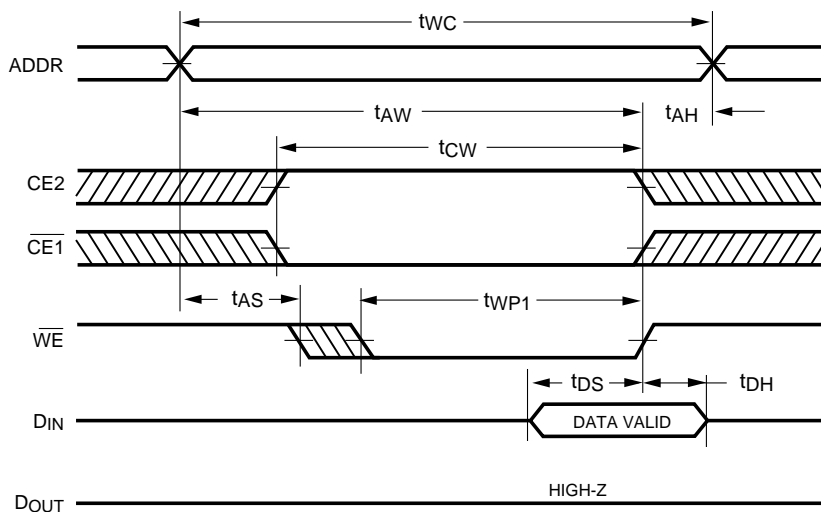 tWC
ADDR
tAW
tAH
tCW
CE2
CE1
tAS
tWP1
WE
tDS
tDH
DIN
DATA VALID
HIGH-Z
DOUT